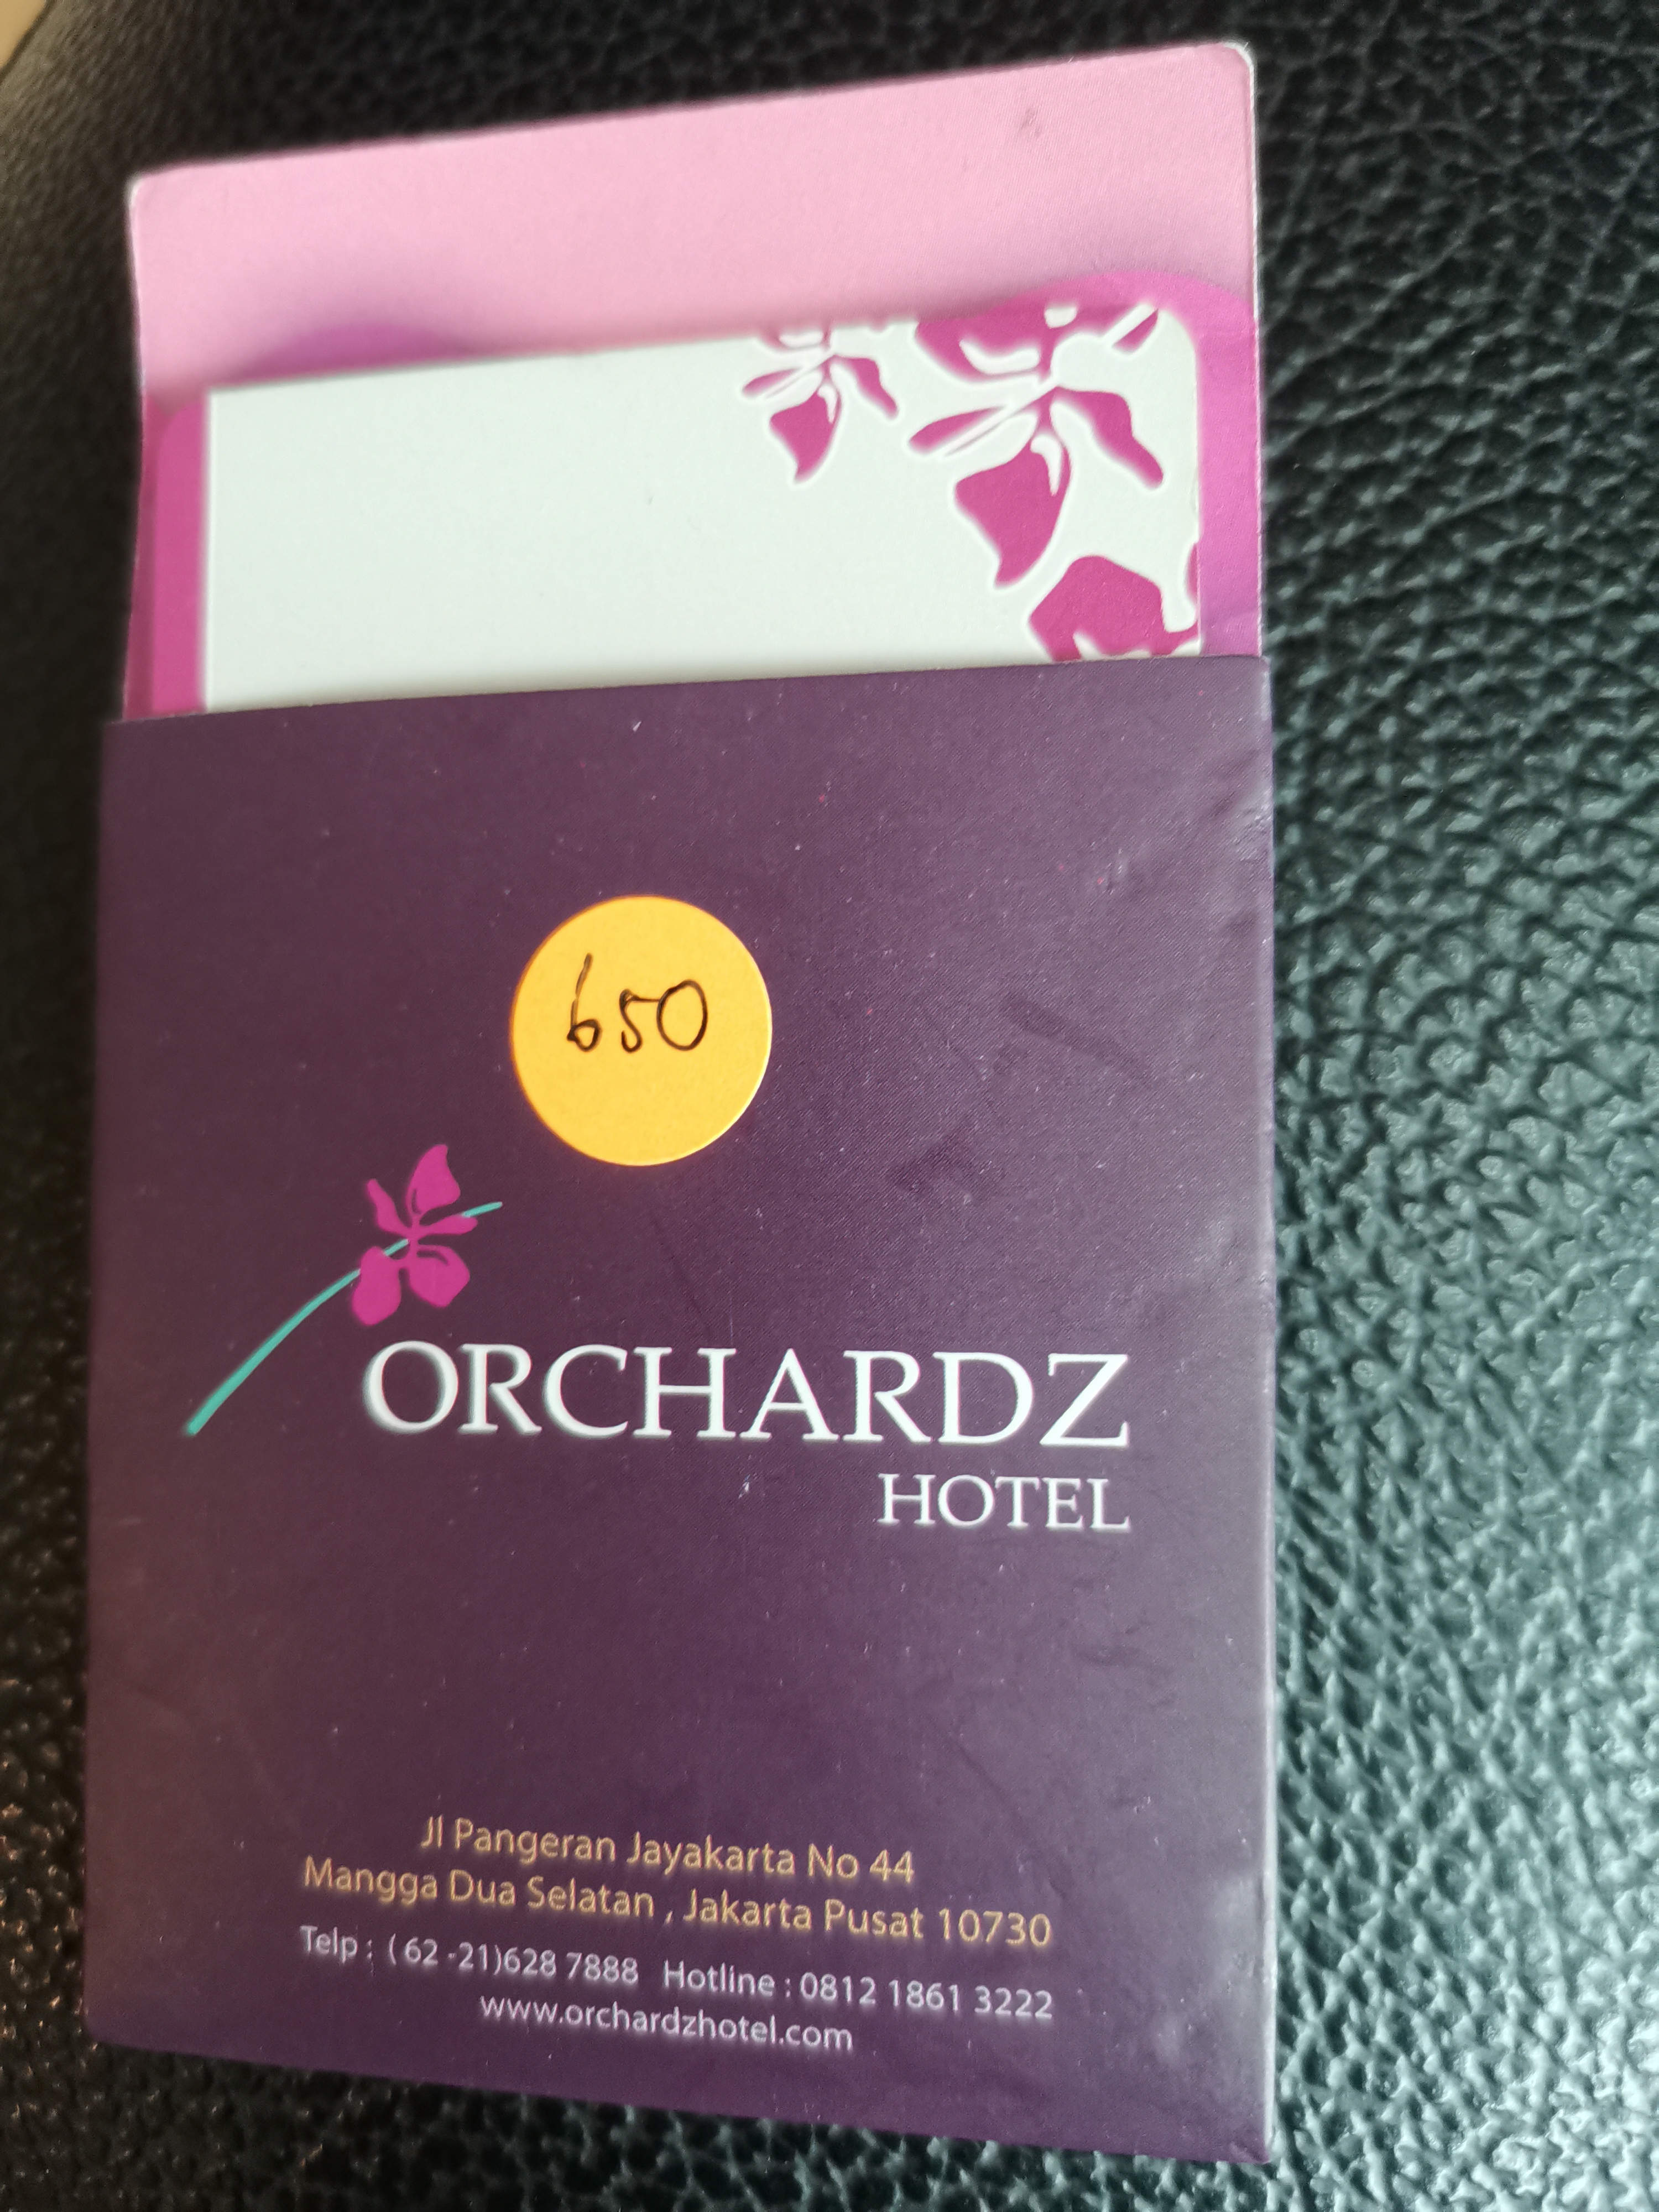 650
ORCHARDZ
HOTEL
Jl Pangeran Jayakarta No 44
Mangga Dua Selatan , Jakarta Pusat 10730
Telp : ( 62 -21)628 7888 Hotline : 0812 1861 3222
www.orchardzhotel.com